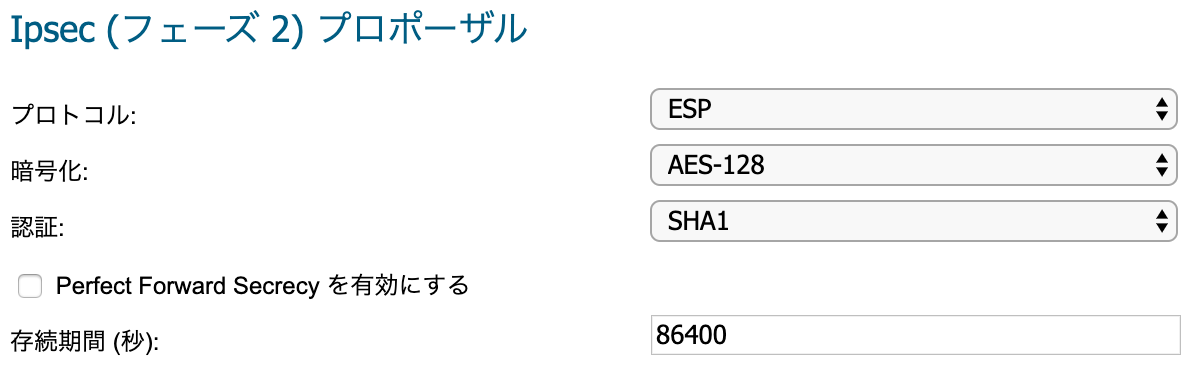 Ipsec (フェーズ 2) プロポーザル
プロトコル: ESP
暗号化: AES-128
認証: SHA1
Perfect Forward Secrecy を有効にする
存続期間 (秒): 86400